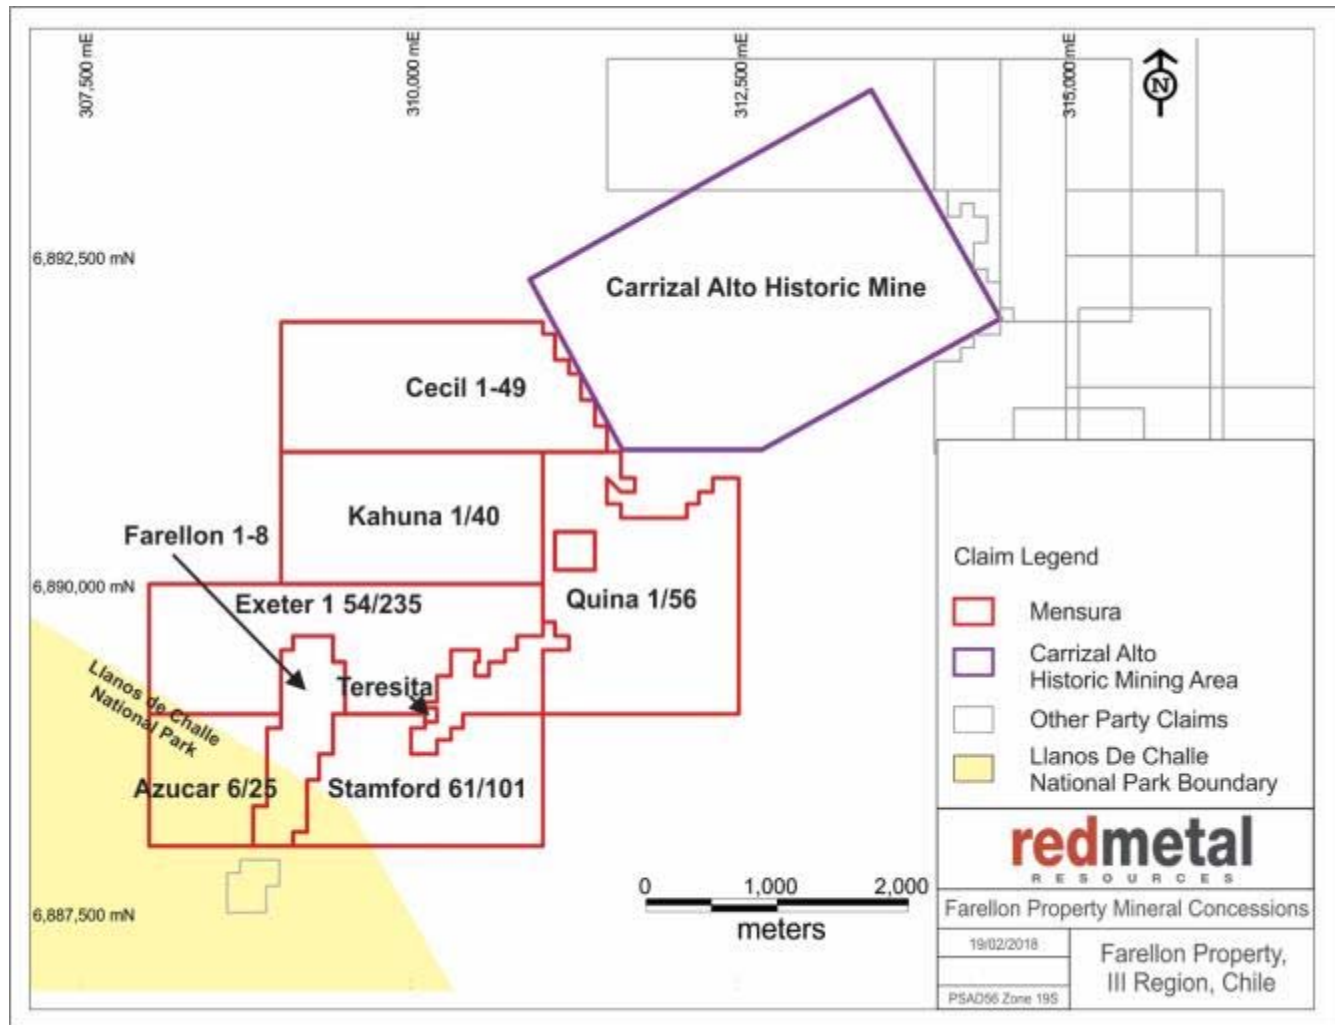 307,500 mE
310,000 mE
312,500 mE
315,000 mE
N
6,892,500 mN
Carrizal Alto Historic Mine
Cecil 1-49
Kahuna 1/40
Farellon 1-8
6,890,000 mN
Exeter 1 54/235
Quina 1/56
Teresita
Llanos de Challe
National Park
Azucar 6/25
Stamford 61/101
6,887,500 mN
0 1,000 2,000
meters
Claim Legend
Mensura
Carrizal Alto
Historic Mining Area
Other Party Claims
Llanos De Challe
National Park Boundary
redmetal
RESOURCES
Farellon Property Mineral Concessions
19/02/2018
Farellon Property,
III Region, Chile
PSAD56 Zone 19S